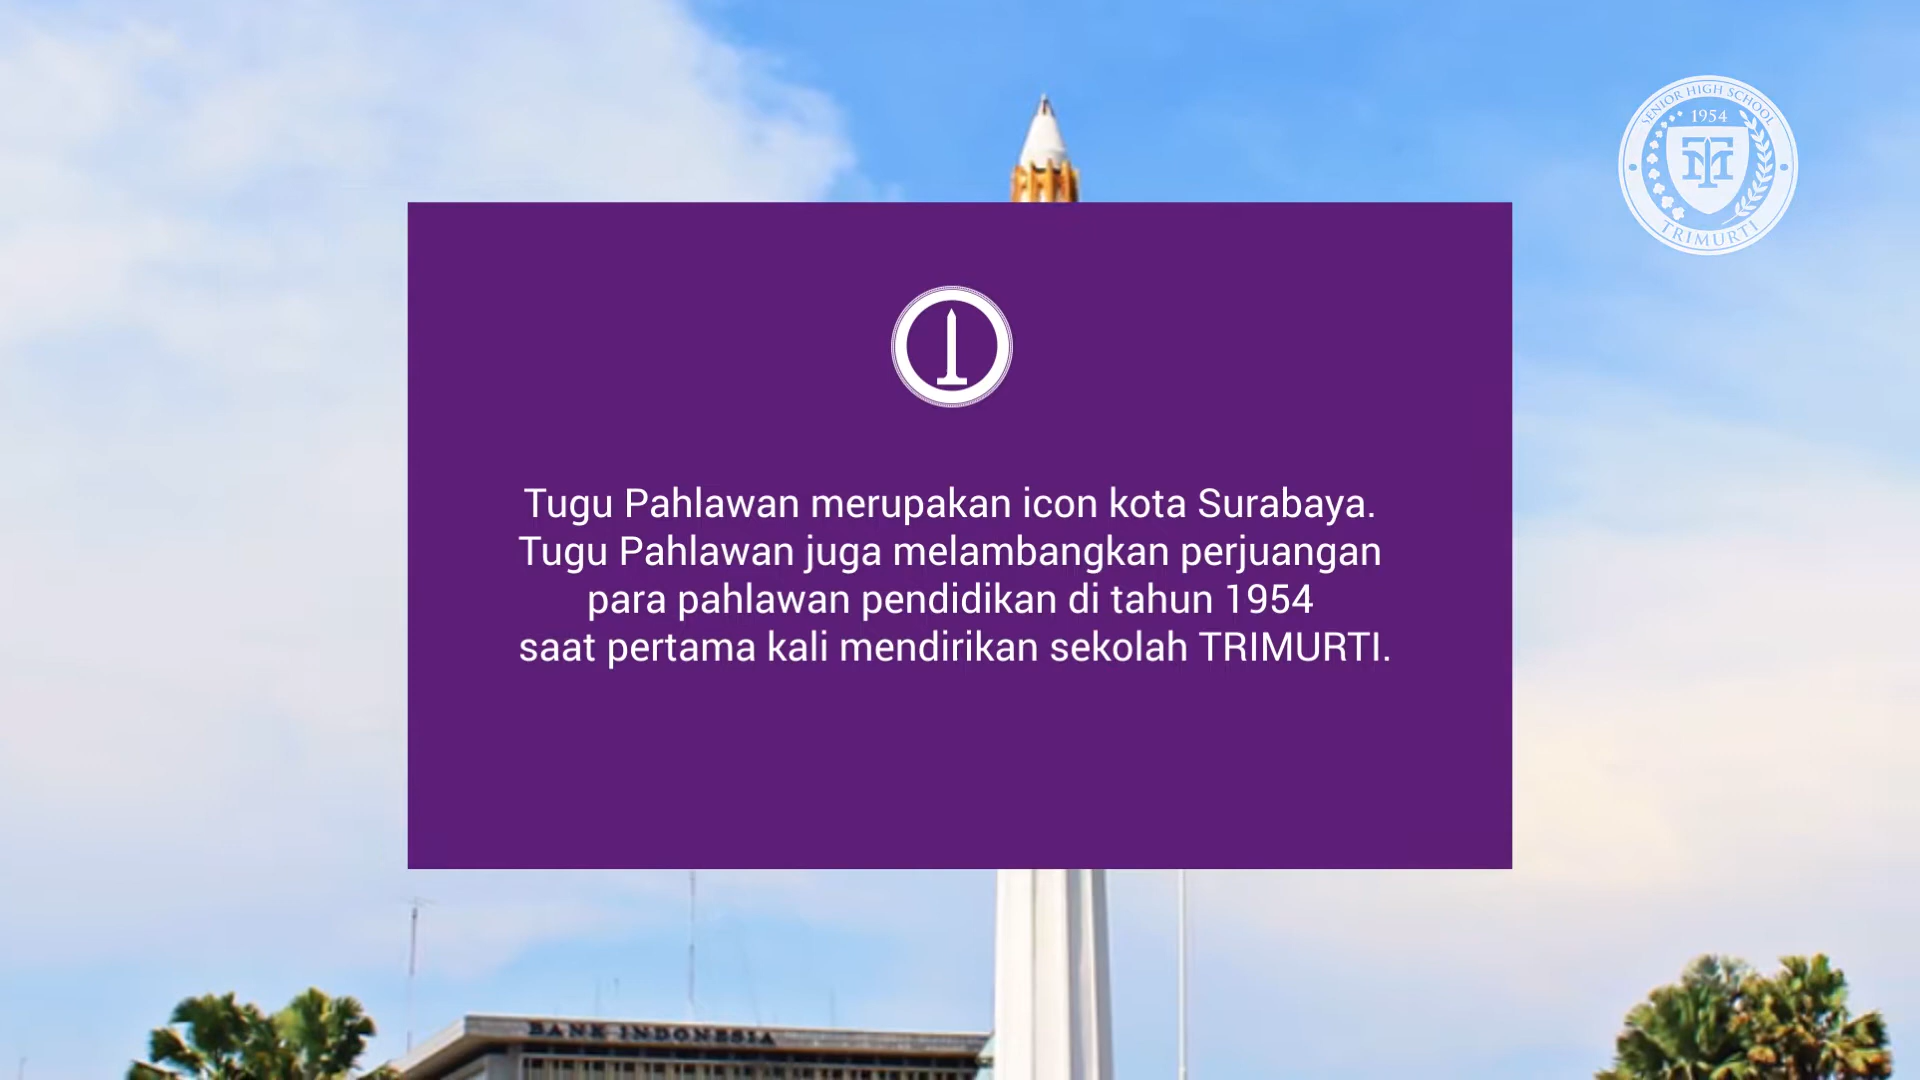 SENIOR HIGH SCHOOL
1954
TM
TRIMURTI
Tugu Pahlawan merupakan icon kota Surabaya.
Tugu Pahlawan juga melambangkan perjuangan
para pahlawan pendidikan di tahun 1954
saat pertama kali mendirikan sekolah TRIMURTI.
BANK INDONESIA